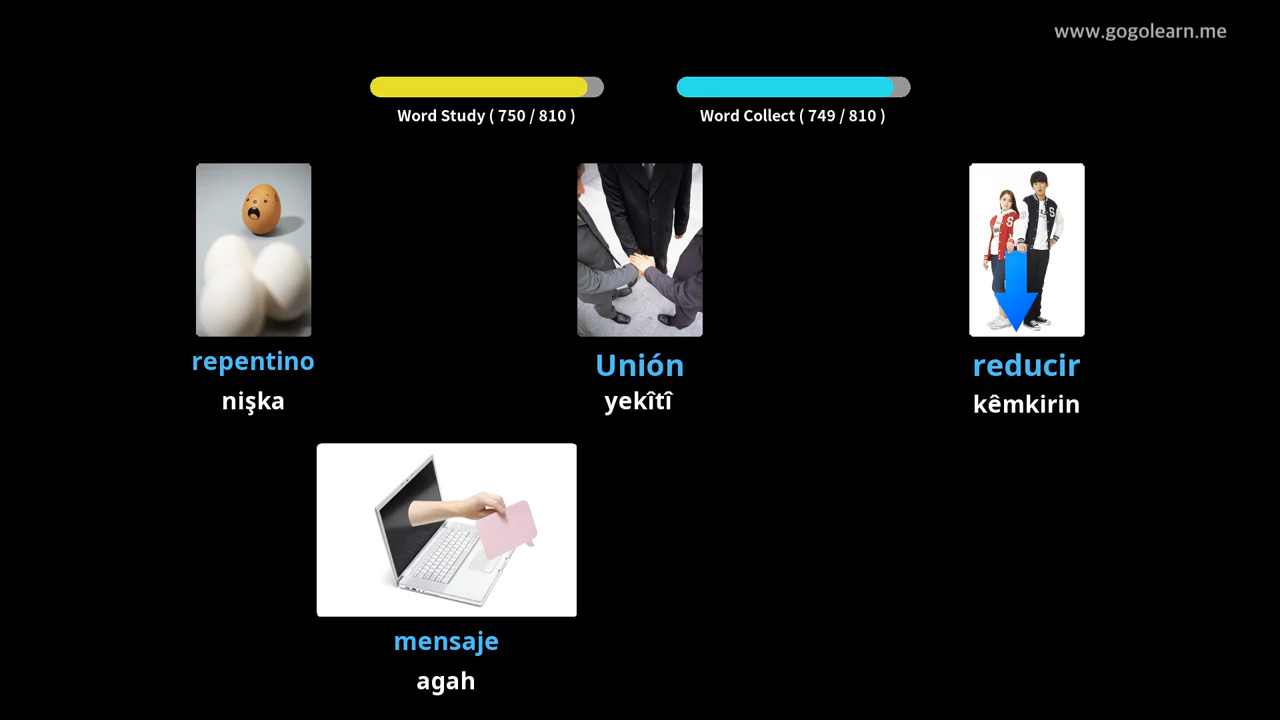 www.gogolearn.me
Word Study ( 750 / 810 )
Word Collect ( 749 / 810 )
repentino
nişka
Unión
yekîtî
reducir
kêmkirin
mensaje
agah